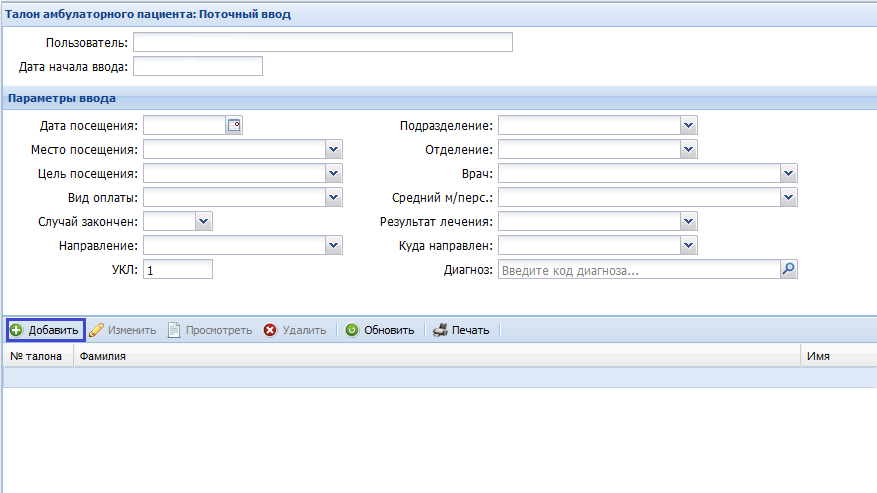 Талон амбулаторного пациента: Поточный ввод
Пользователь:
Дата начала ввода:
Параметры ввода
Дата посещения: Подразделение:
Место посещения: Отделение:
Цель посещения: Врач:
Вид оплаты: Средний м/перс.:
Случай закончен: Результат лечения:
Направление: Куда направлен:
УКЛ: 1 Диагноз: Введите код диагноза...
Добавить Изменить Просмотреть Удалить Обновить Печать
№ талона Фамилия Имя